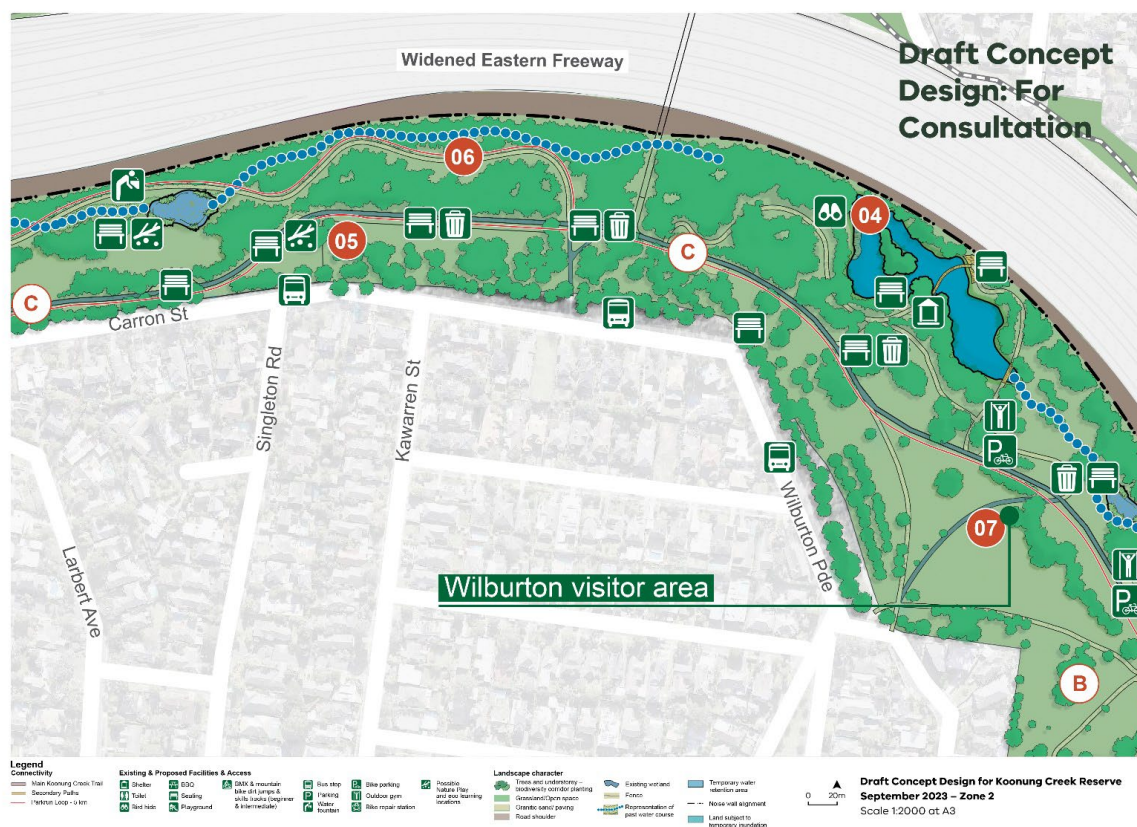 Widened Eastern Freeway
Draft Concept
Design: For
Consultation
06
04
05
C
C
Carron St
Singleton Rd
Kawarren St
P
Wilburton Pde
07
Wilburton visitor area
Larbert Ave
P
B
Legend
Connectivity
Main Koonung Creek Trail
Secondary Paths
Parkrun Loop - 5 km
Existing & Proposed Facilities & Access
Shelter
Toilet
Bird hide
BBQ
Seating
Playground
BMX & mountain
bike dirt jumps &
skills tracks (beginner
& intermediate)
Bus stop
Parking
Water
fountain
Bike parking
Outdoor gym
Bike repair station
Possible
Nature Play
and eco learning
locations
Landscape character
Trees and understorey –
biodiversity corridor planting
Grassland/Open space
Granitic sand/ paving
Road shoulder
Existing wetland
Fence
Representation of
past water course
Temporary water
retention area
Noise wall alignment
Land subject to
temporary inundation
0 20m
Draft Concept Design for Koonung Creek Reserve
September 2023 – Zone 2
Scale 1:2000 at A3